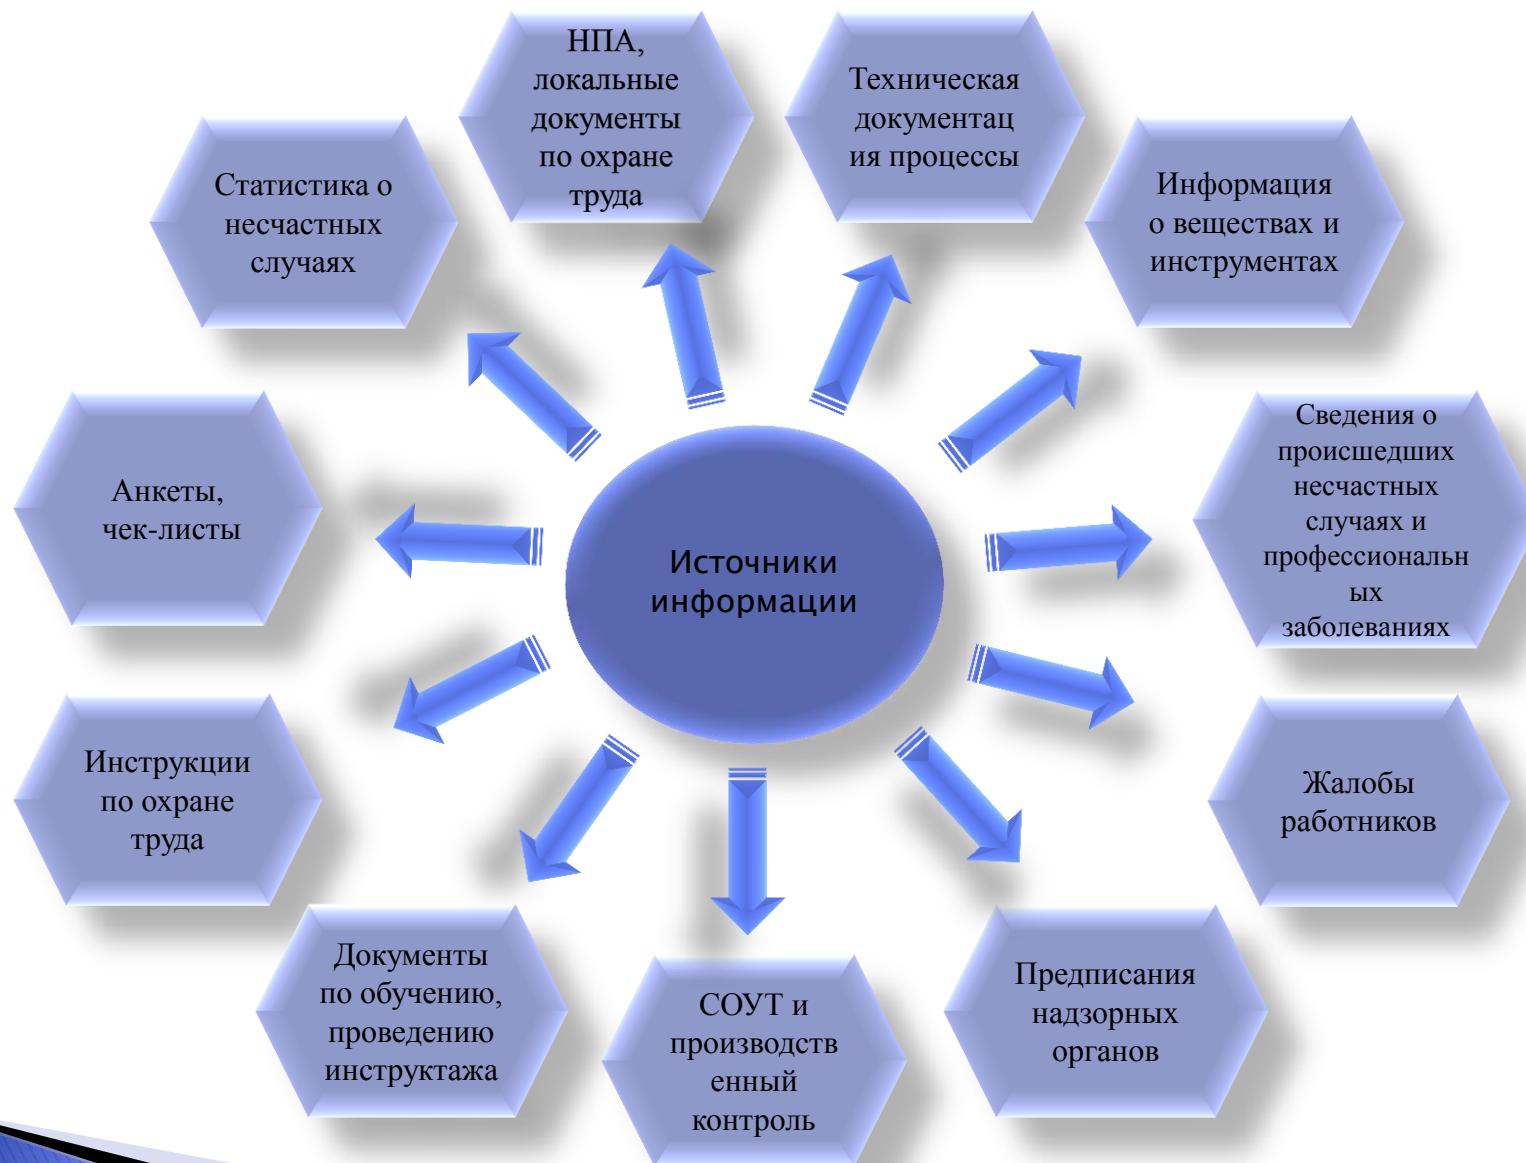 НПА,
локальные
документы
по охране
труда
Техническая
документац
ия процессы
Статистика о
несчастных
случаях
Информация
о веществах и
инструментах
Анкеты,
чек-листы
Источники
информации
Сведения о
происшедших
несчастных
случаях и
профессиональн
ых
заболеваниях
Инструкции
по охране
труда
Жалобы
работников
Документы
по обучению,
проведению
инструктажа
СОУТ и
производств
енный
контроль
Предписания
надзорных
органов